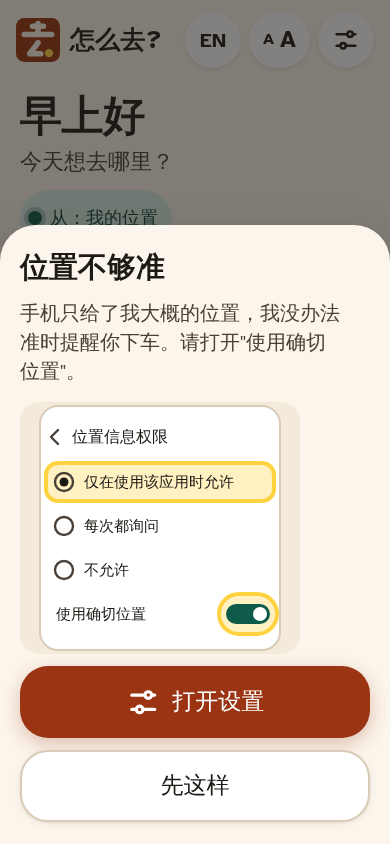 去
怎么去?
EN
A A
早上好
今天想去哪里？
从：我的位置
位置不够准
手机只给了我大概的位置，我没办法
准时提醒你下车。请打开"使用确切
位置"。
位置信息权限
仅在使用该应用时允许
每次都询问
不允许
使用确切位置
打开设置
先这样